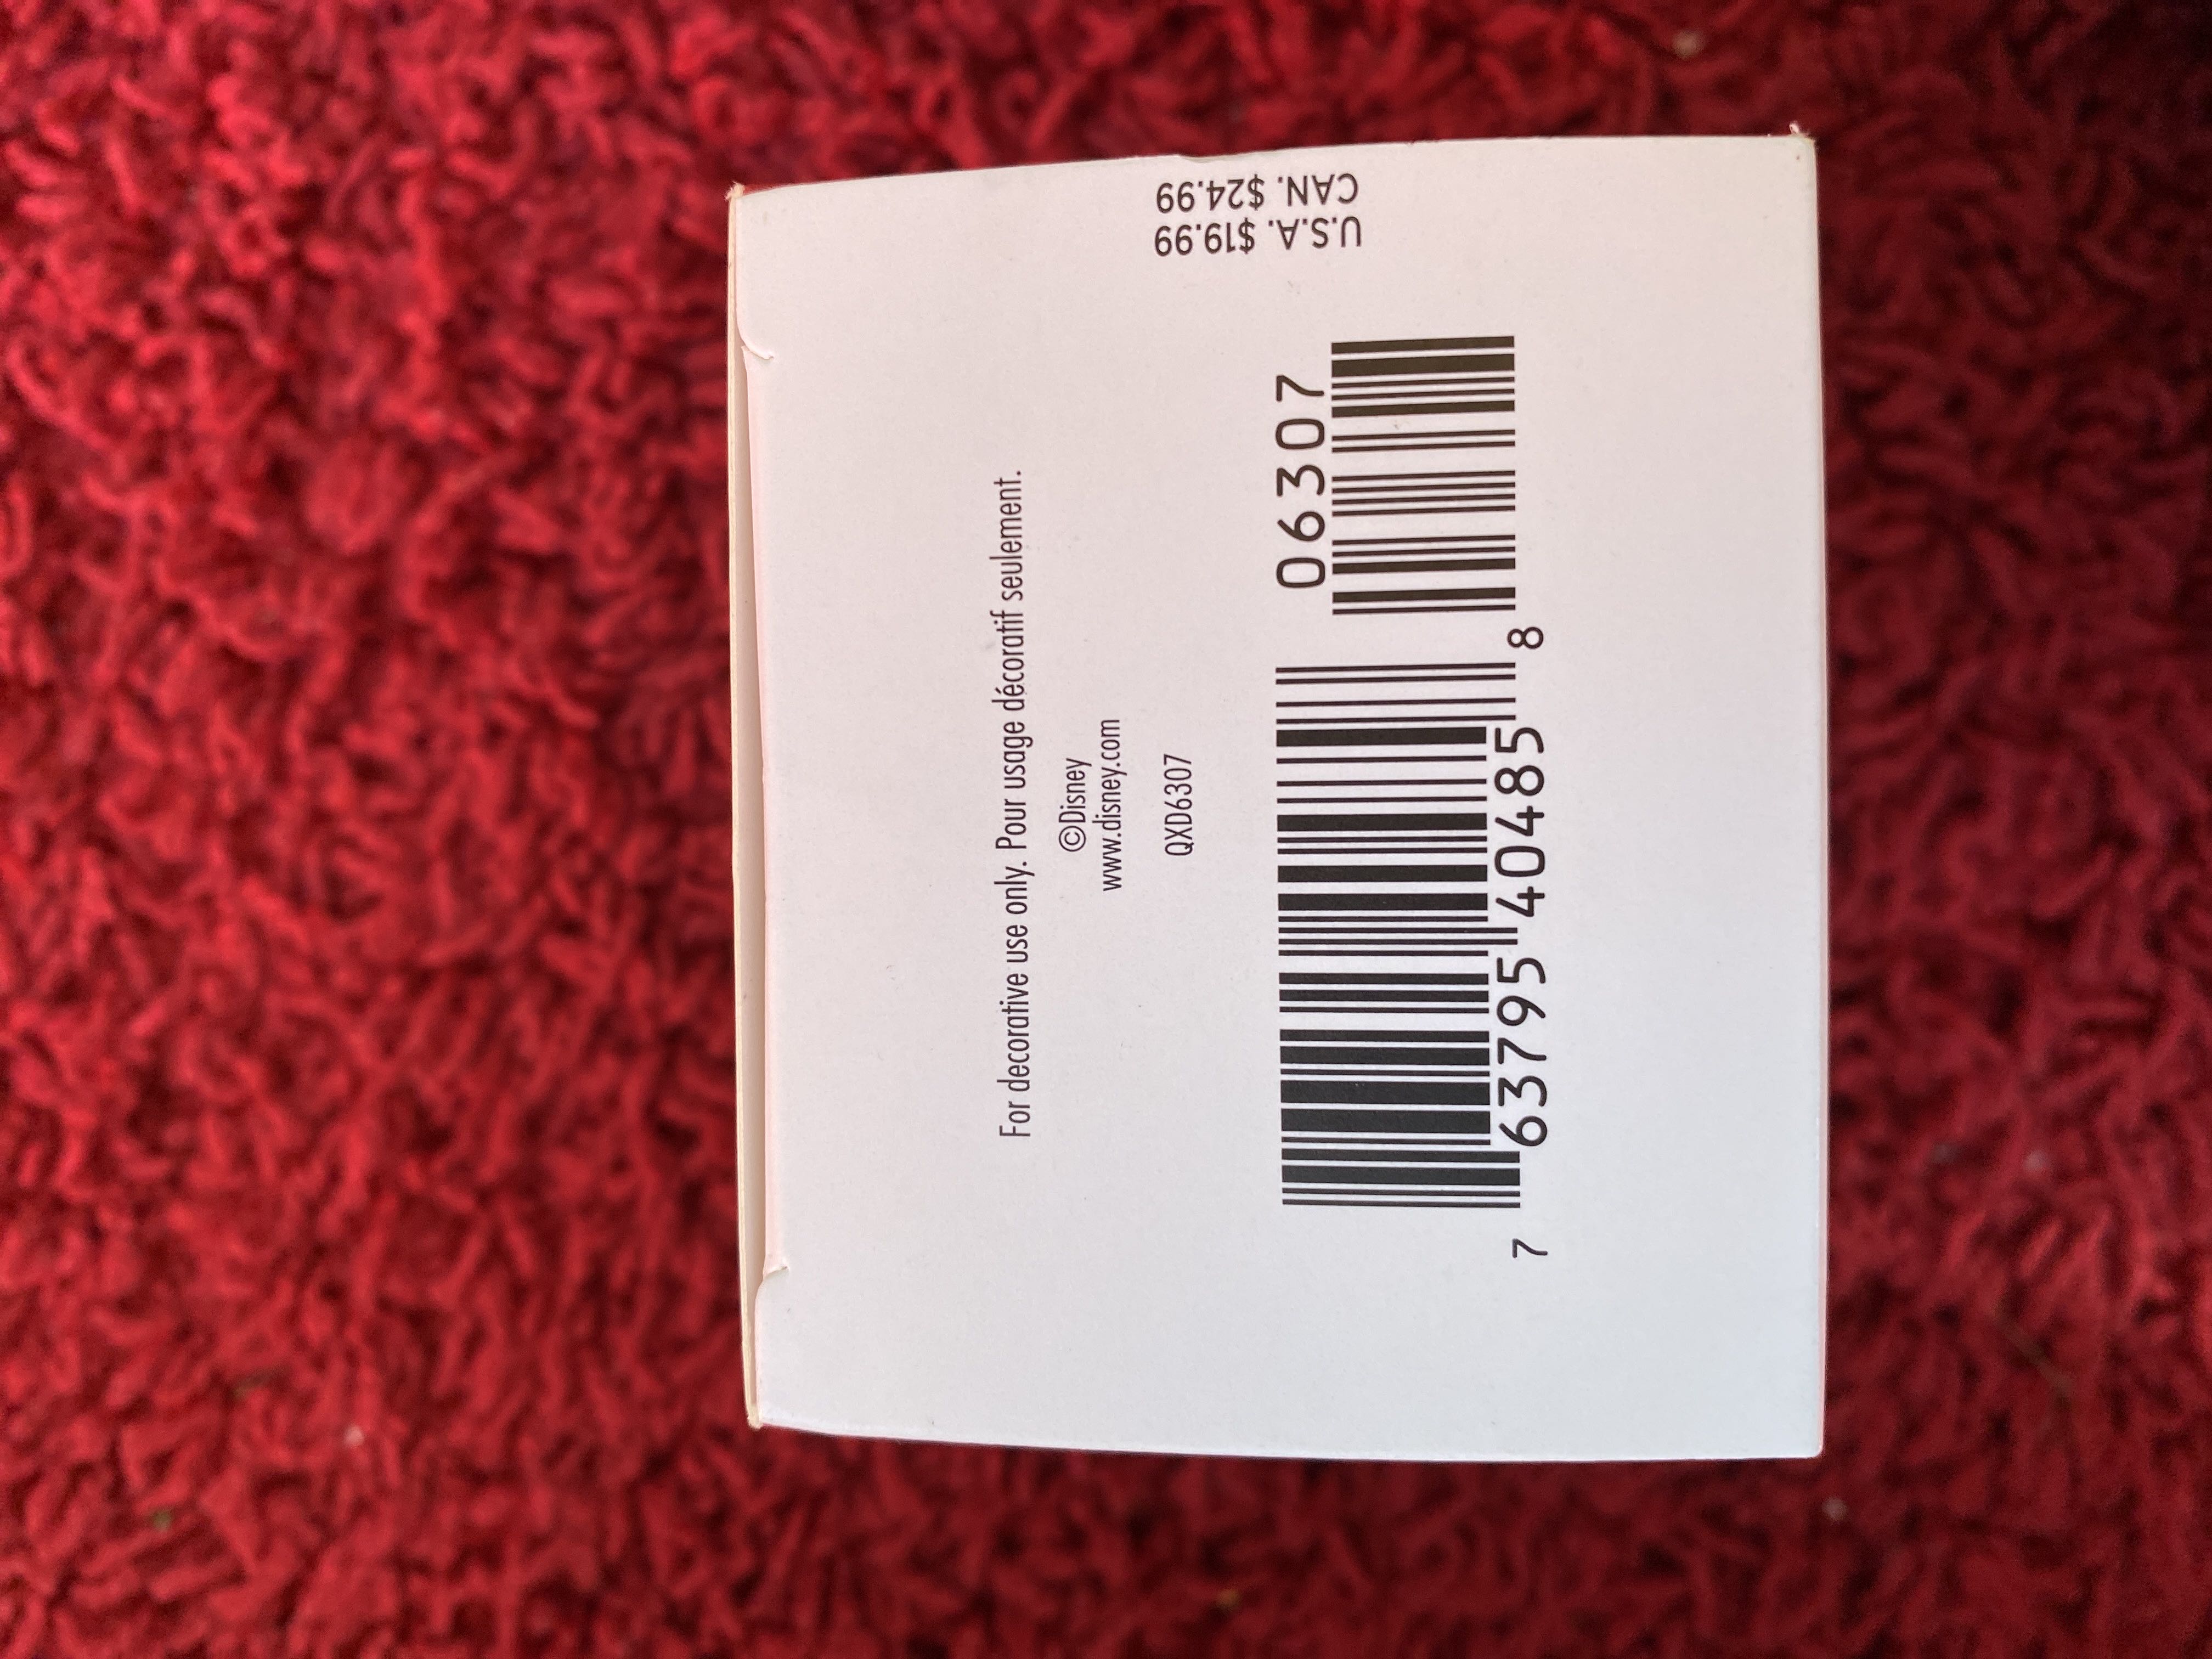 For decorative use only. Pour usage décoratif seulement.
©Disney
www.disney.com
QXD6307
06307
7 63795 40485 8
U.S.A. $19.99
CAN. $24.99